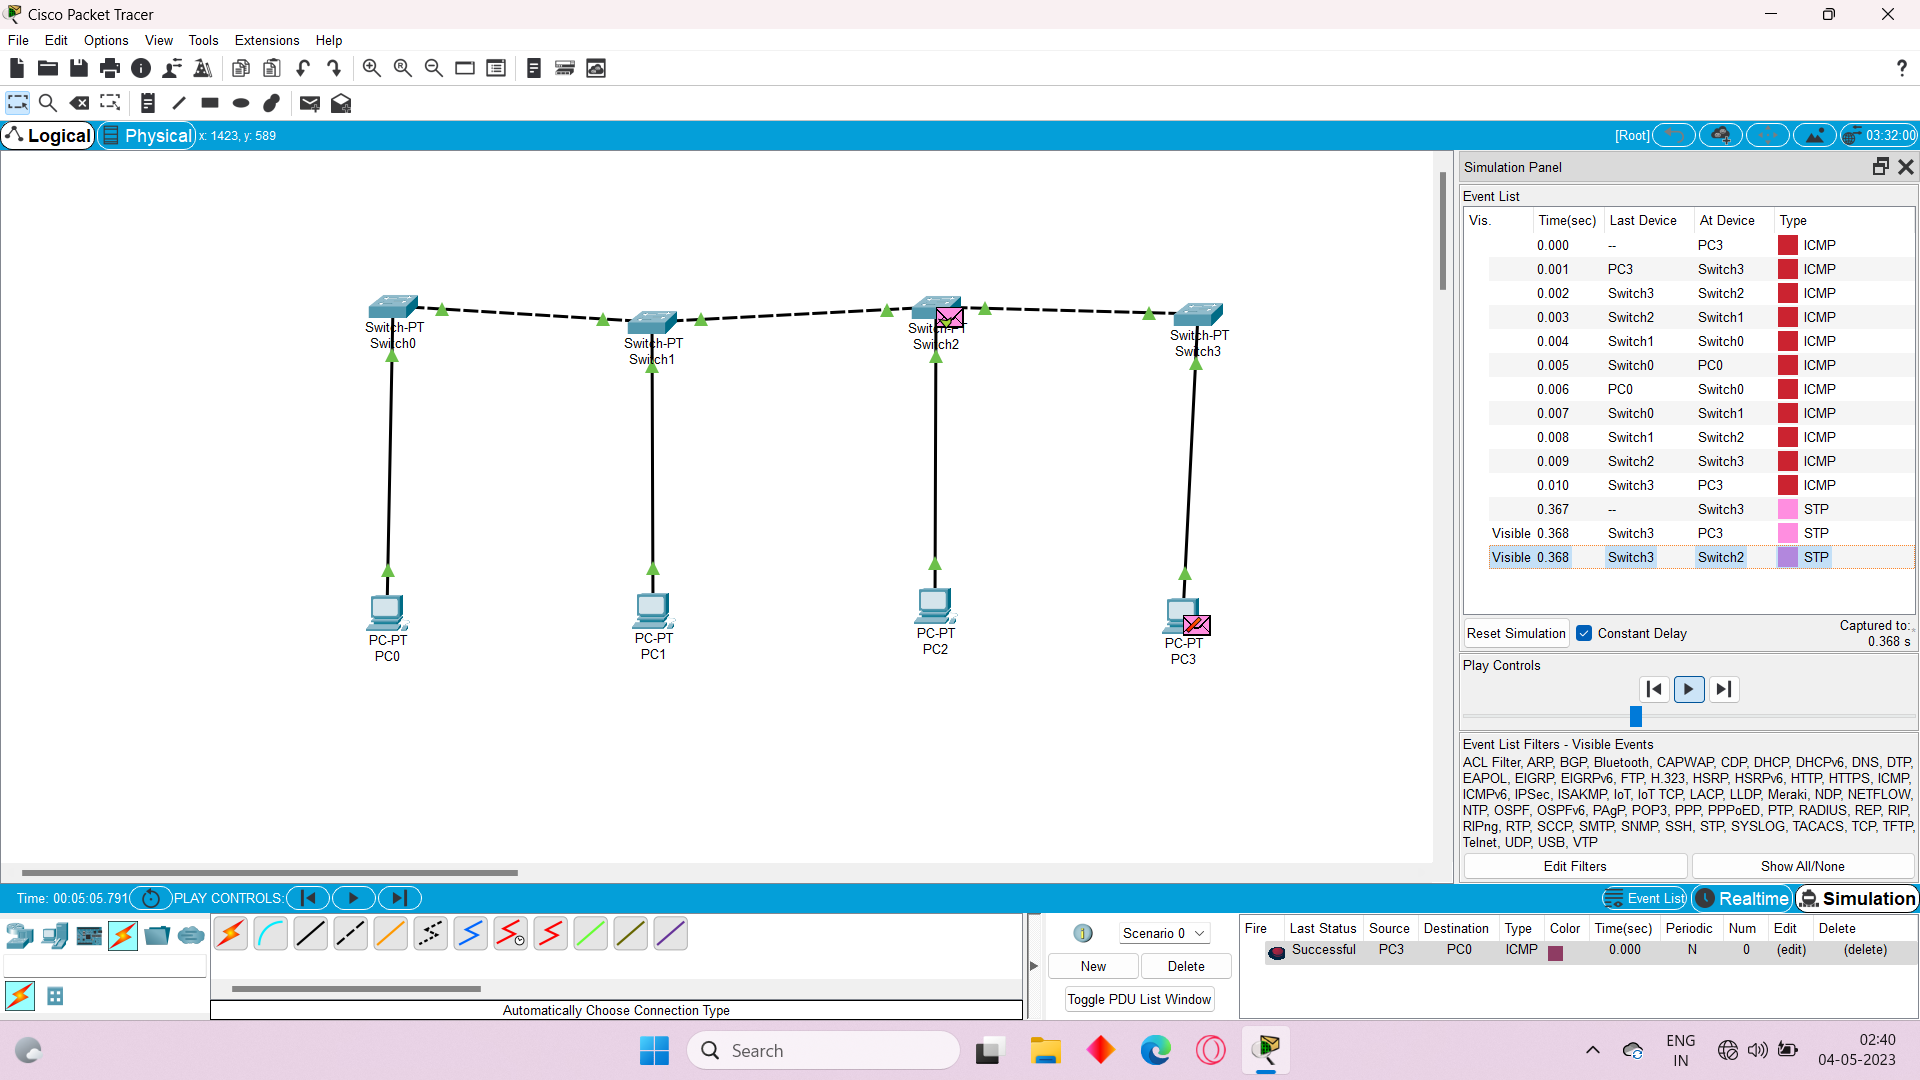 Cisco Packet Tracer
File Edit Options View Tools Extensions Help
?
Logical Physical x: 1423, y: 589 [Root] 03:32:00
Switch-PT
Switch0
Switch-PT
Switch1
Switch-PT
Switch2
Switch-PT
Switch3
PC-PT
PC0
PC-PT
PC1
PC-PT
PC2
PC-PT
PC3
Simulation Panel
Event List
Vis. Time(sec) Last Device At Device Type
0.000 -- PC3 ICMP
0.001 PC3 Switch3 ICMP
0.002 Switch3 Switch2 ICMP
0.003 Switch2 Switch1 ICMP
0.004 Switch1 Switch0 ICMP
0.005 Switch0 PC0 ICMP
0.006 PC0 Switch0 ICMP
0.007 Switch0 Switch1 ICMP
0.008 Switch1 Switch2 ICMP
0.009 Switch2 Switch3 ICMP
0.010 Switch3 PC3 ICMP
0.367 -- Switch3 STP
Visible 0.368 Switch3 PC3 STP
Visible 0.368 Switch3 Switch2 STP
Reset Simulation Constant Delay Captured to:
0.368 s
Play Controls
Event List Filters - Visible Events
ACL Filter, ARP, BGP, Bluetooth, CAPWAP, CDP, DHCP, DHCPv6, DNS, DTP,
EAPOL, EIGRP, EIGRPv6, FTP, H.323, HSRP, HSRPv6, HTTP, HTTPS, ICMP,
ICMPv6, IPSec, ISAKMP, IoT, IoT TCP, LACP, LLDP, Meraki, NDP, NETFLOW,
NTP, OSPF, OSPFv6, PAgP, POP3, PPP, PPPoED, PTP, RADIUS, REP, RIP,
RIPng, RTP, SCCP, SMTP, SNMP, SSH, STP, SYSLOG, TACACS, TCP, TFTP,
Telnet, UDP, USB, VTP
Edit Filters Show All/None
Time: 00:05:05.791 PLAY CONTROLS: Event List Realtime Simulation
Automatically Choose Connection Type
Scenario 0
New Delete
Toggle PDU List Window
Fire Last Status Source Destination Type Color Time(sec) Periodic Num Edit Delete
Successful PC3 PC0 ICMP 0.000 N 0 (edit) (delete)
Search
ENG
IN
02:40
04-05-2023